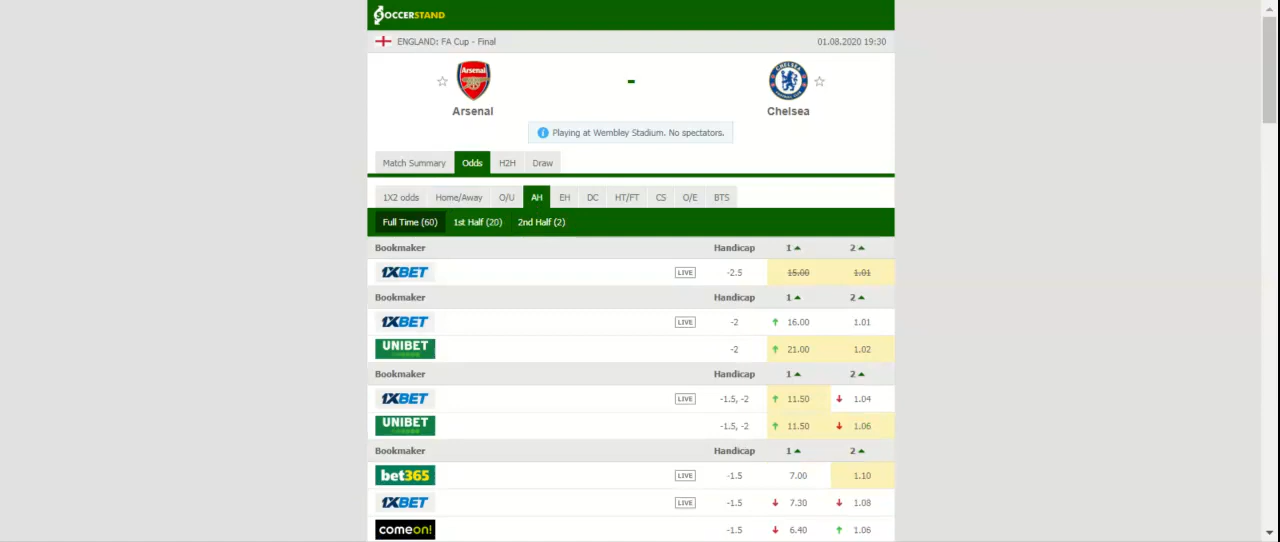 SOCCERSTAND
ENGLAND: FA Cup - Final 01.08.2020 19:30
Arsenal
-
Arsenal Chelsea
Playing at Wembley Stadium. No spectators.
Match Summary Odds H2H Draw
1X2 odds Home/Away O/U AH EH DC HT/FT CS O/E BTS
Full Time (60) 1st Half (20) 2nd Half (2)
Bookmaker Handicap 1 2
1XBET LIVE -2.5 15.00 1.01
Bookmaker Handicap 1 2
1XBET LIVE -2 16.00 1.01
UNIBET -2 21.00 1.02
Bookmaker Handicap 1 2
1XBET LIVE -1.5, -2 11.50 1.04
UNIBET -1.5, -2 11.50 1.06
Bookmaker Handicap 1 2
bet365 LIVE -1.5 7.00 1.10
1XBET LIVE -1.5 7.30 1.08
comeon! -1.5 6.40 1.06